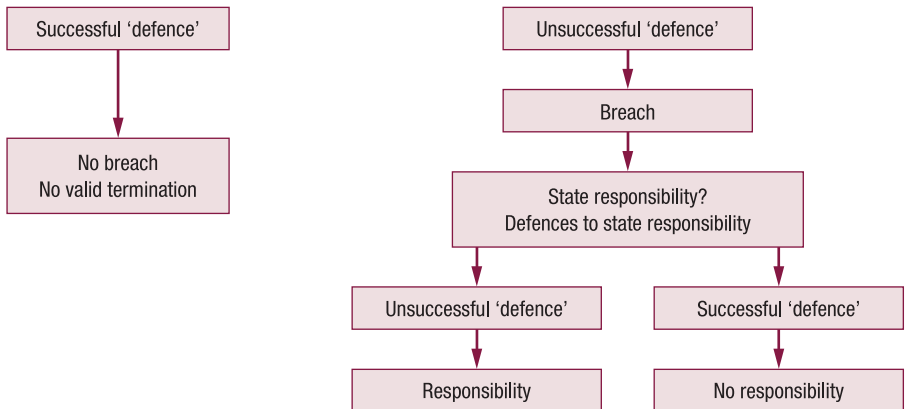 Successful ‘defence’
No breach
No valid termination
Unsuccessful ‘defence’
Breach
State responsibility?
Defences to state responsibility
Unsuccessful ‘defence’
Successful ‘defence’
Responsibility
No responsibility